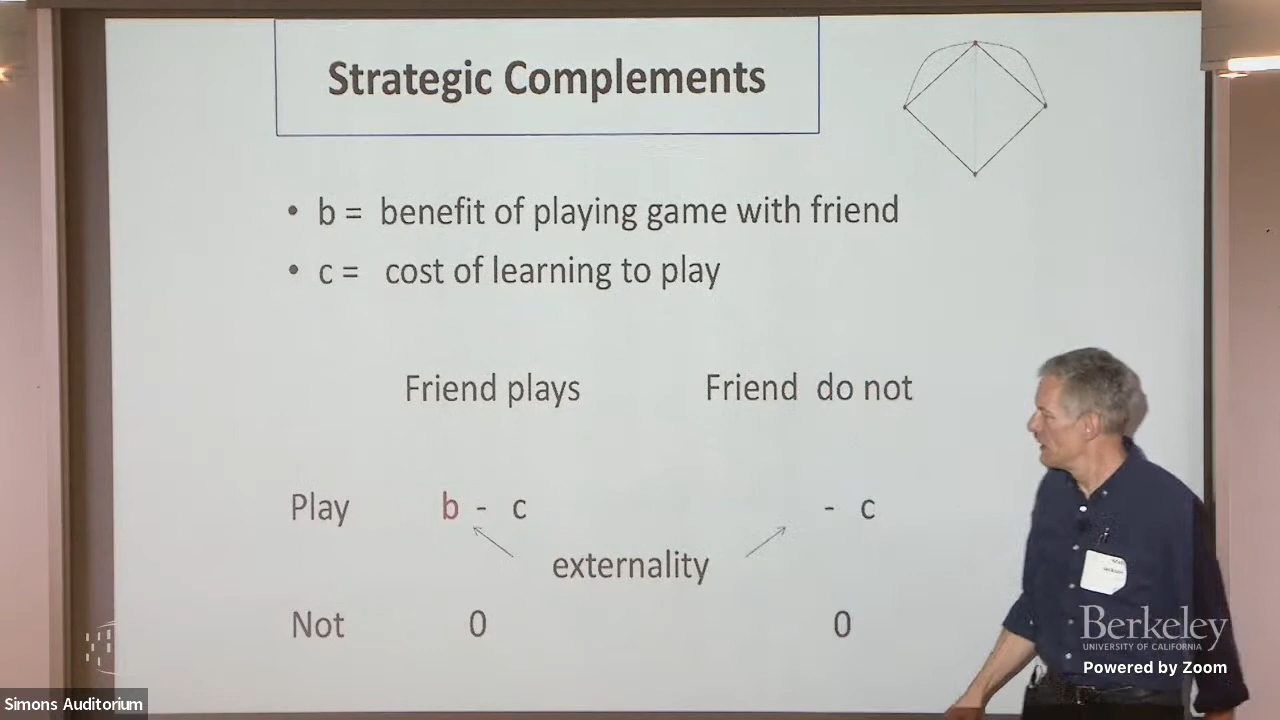 Strategic Complements
• b = benefit of playing game with friend
• c = cost of learning to play
Friend plays Friend do not
Play b - c - c
externality
Not 0 0
Berkeley
UNIVERSITY OF CALIFORNIA
Powered by Zoom
Simons Auditorium